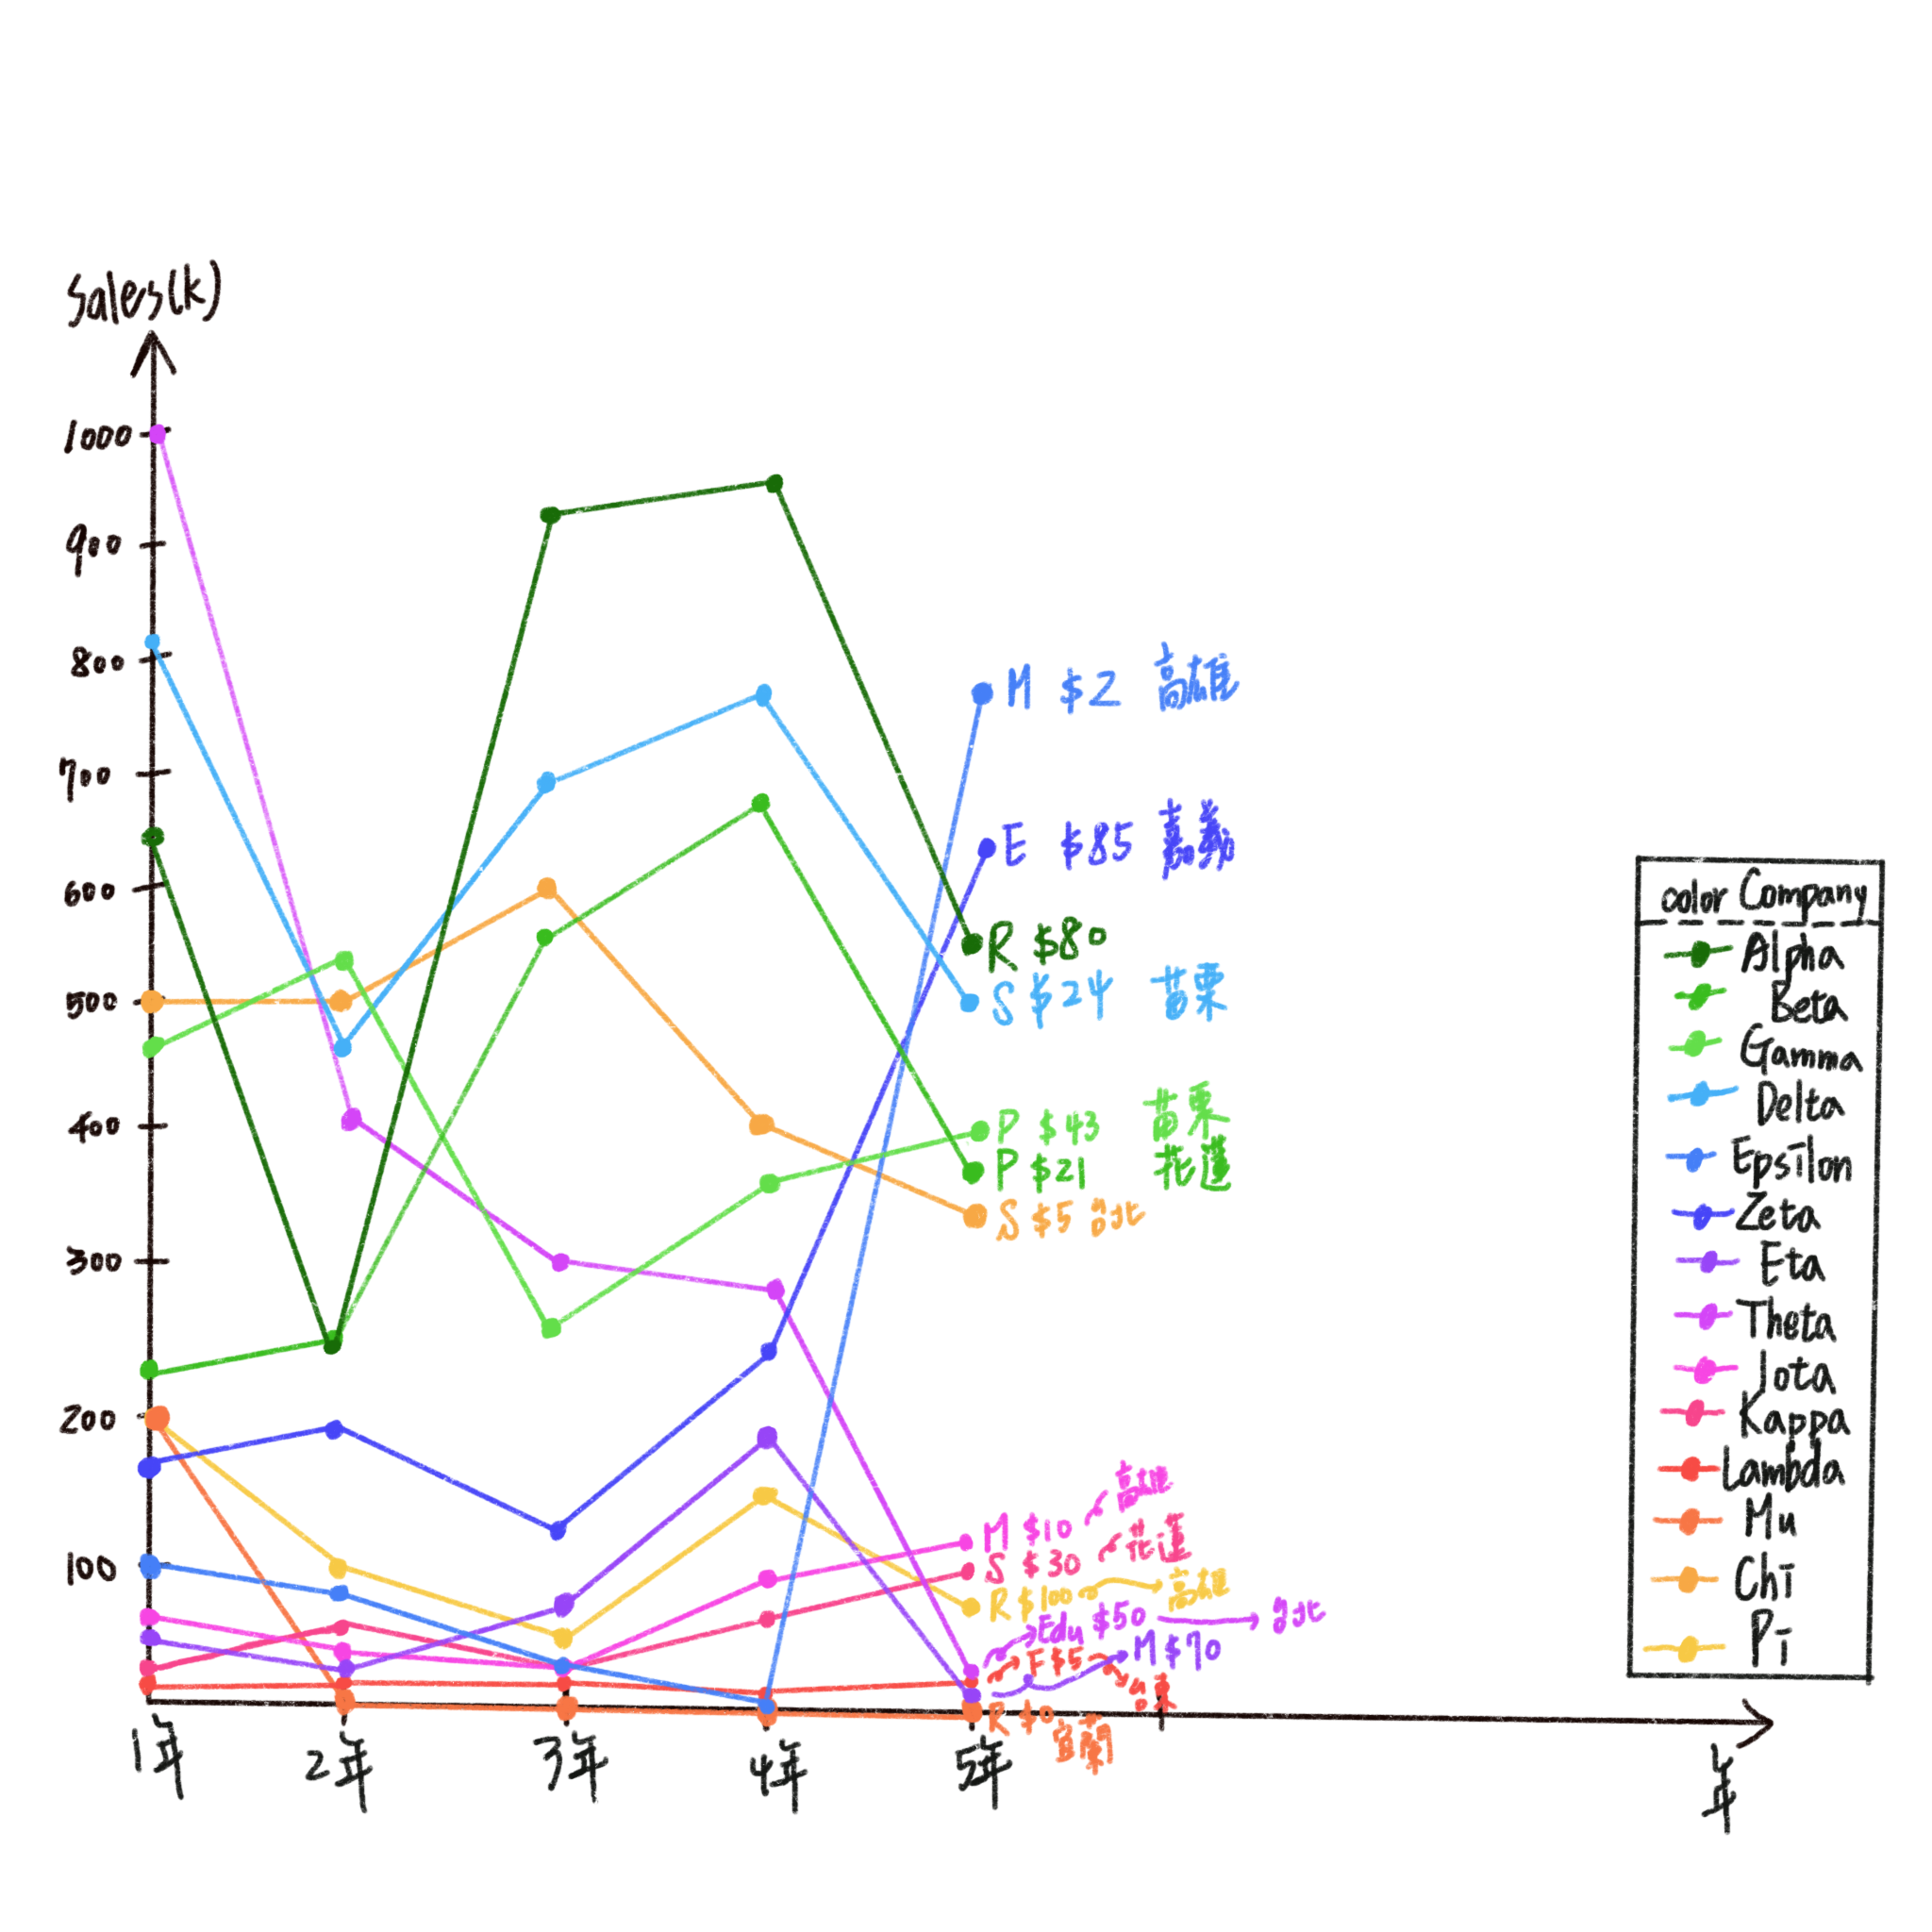 Sales(k)
1000
900
800
700
600
500
400
300
200
100
M $2 高雄
E $85 嘉義
R $80
S $24 苗栗
P $43 苗栗
P $21 花蓮
S $5 台北
M $10 高雄
S $30 花蓮
R $100 高雄
Edu $50 台北
M $70
F $5 台東
R $0 宜蘭
1年 2年 3年 4年 5年
年
color Company
Alpha
Beta
Gamma
Delta
Epsilon
Zeta
Eta
Theta
Iota
Kappa
Lambda
Mu
Chi
Pi